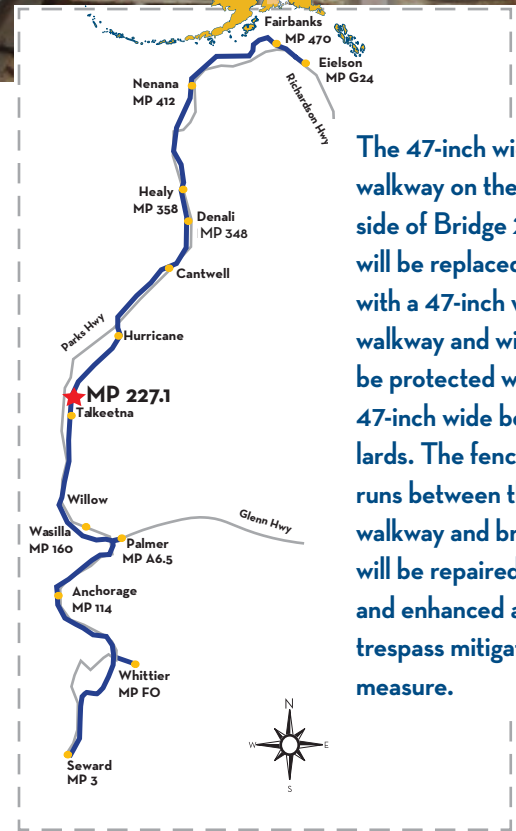 Fairbanks
MP 470
Eielson
MP G24
Richardson Hwy
Nenana
MP 412
Healy
MP 358
Denali
MP 348
Cantwell
Parks Hwy
Hurricane
MP 227.1
Talkeetna
Willow
Wasilla
MP 160
Palmer
MP A6.5
Glenn Hwy
Anchorage
MP 114
Whittier
MP FO
Seward
MP 3
N
W
E
S
The 47-inch wi
walkway on the
side of Bridge 2
will be replaced
with a 47-inch
walkway and wi
be protected w
47-inch wide bo
lards. The fenc
runs between t
walkway and br
will be repaired
and enhanced a
trespass mitigat
measure.